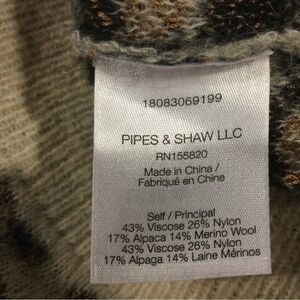 18083069199
PIPES & SHAW LLC
RN155820
Made in China /
Fabriqué en Chine
Self / Principal
43% Viscose 26% Nylon
17% Alpaca 14% Merino Wool
43% Viscose 26% Nylon
17% Alpaga 14% Laine Mérinos